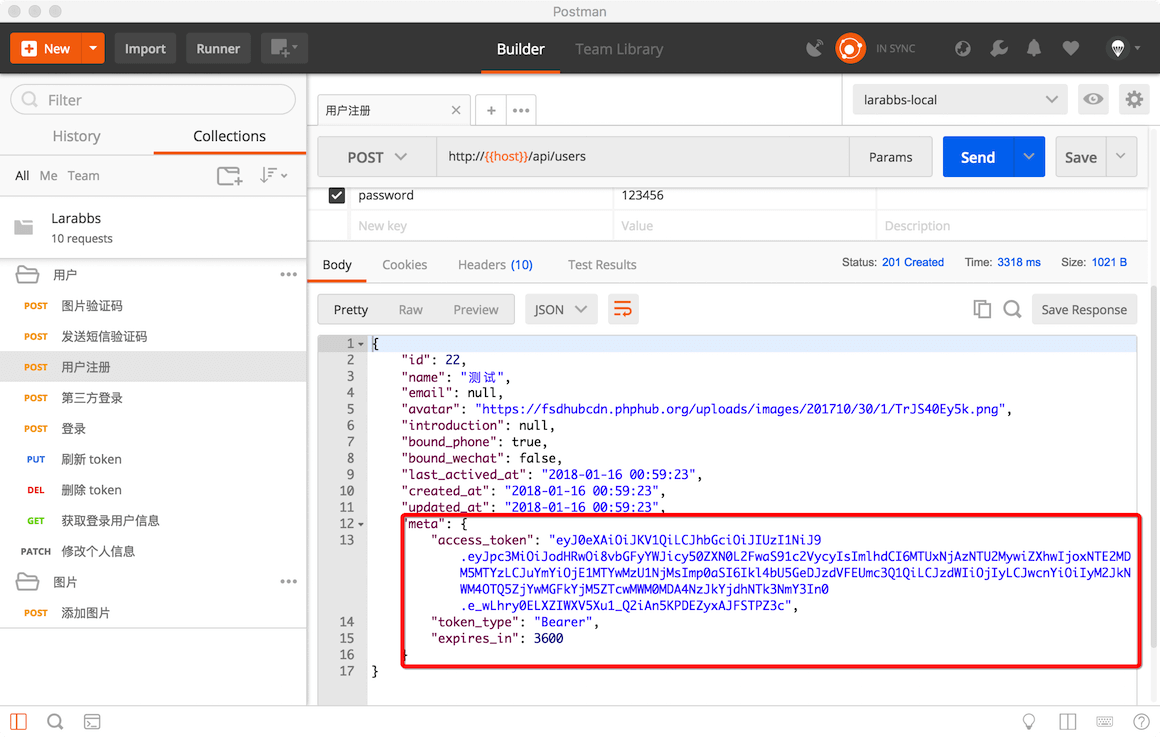 Postman
New
Import
Runner
Builder
Team Library
IN SYNC
Filter
History
Collections
All Me Team
Larabbs
10 requests
用户
POST 图片验证码
POST 发送短信验证码
POST 用户注册
POST 第三方登录
POST 登录
PUT 刷新 token
DEL 删除 token
GET 获取登录用户信息
PATCH 修改个人信息
图片
POST 添加图片
用户注册
larabbs-local
POST http://{{host}}/api/users Params Send Save
password 123456
New key Value Description
Body Cookies Headers (10) Test Results Status: 201 Created Time: 3318 ms Size: 1021 B
Pretty Raw Preview JSON Save Response
1 {
2 "id": 22,
3 "name": "测试",
4 "email": null,
5 "avatar": "https://fsdhubcdn.phphub.org/uploads/images/201710/30/1/TrJS40Ey5k.png",
6 "introduction": null,
7 "bound_phone": true,
8 "bound_wechat": false,
9 "last_actived_at": "2018-01-16 00:59:23",
10 "created_at": "2018-01-16 00:59:23",
11 "updated_at": "2018-01-16 00:59:23",
12 "meta": {
13 "access_token": "eyJ0eXAiOiJKV1QiLCJhbGciOiJIUzI1NiJ9
.eyJpc3MiOiJodHRwOi8vbGFyYWJicy50ZXN0L2FwaS91c2VycyIsImlhdCI6MTUxNjAzNTU2MywiZXhwIjoxNTE2MD
M5MTYzLCJuYmYiOjE1MTYwMzU1NjMsImp0aSI6Ikl4bU5GeDJzdVFEUmc3Q1QiLCJzdWIiOjIyLCJwcnYiOiIyM2JkN
WM4OTQ5ZjYwMGFkYjM5ZTcwMWM0MDA4NzJkYjdhNTk3NmY3In0
.e_wLhry0ELXZIWXV5Xu1_Q2iAn5KPDEZyxAJFSTPZ3c",
14 "token_type": "Bearer",
15 "expires_in": 3600
16 }
17 }